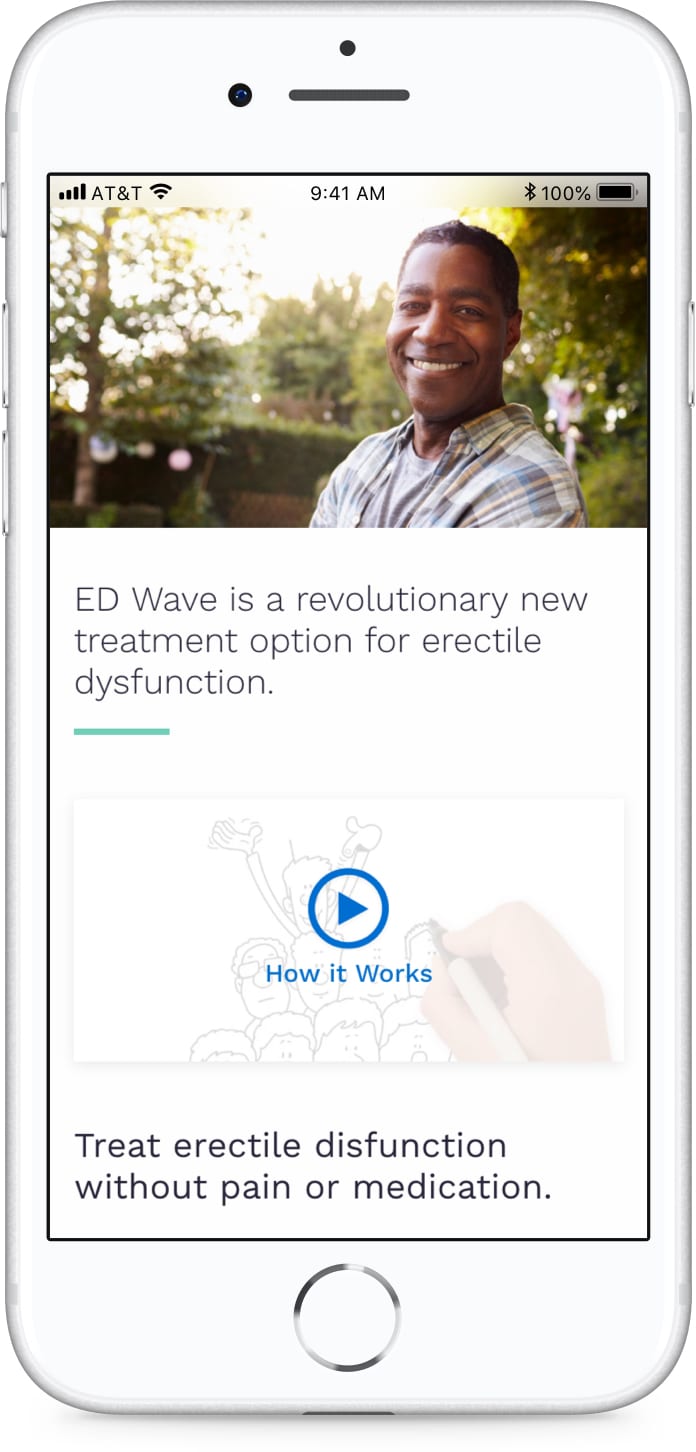 AT&T 9:41 AM 100%
ED Wave is a revolutionary new
treatment option for erectile
dysfunction.
How it Works
Treat erectile disfunction
without pain or medication.